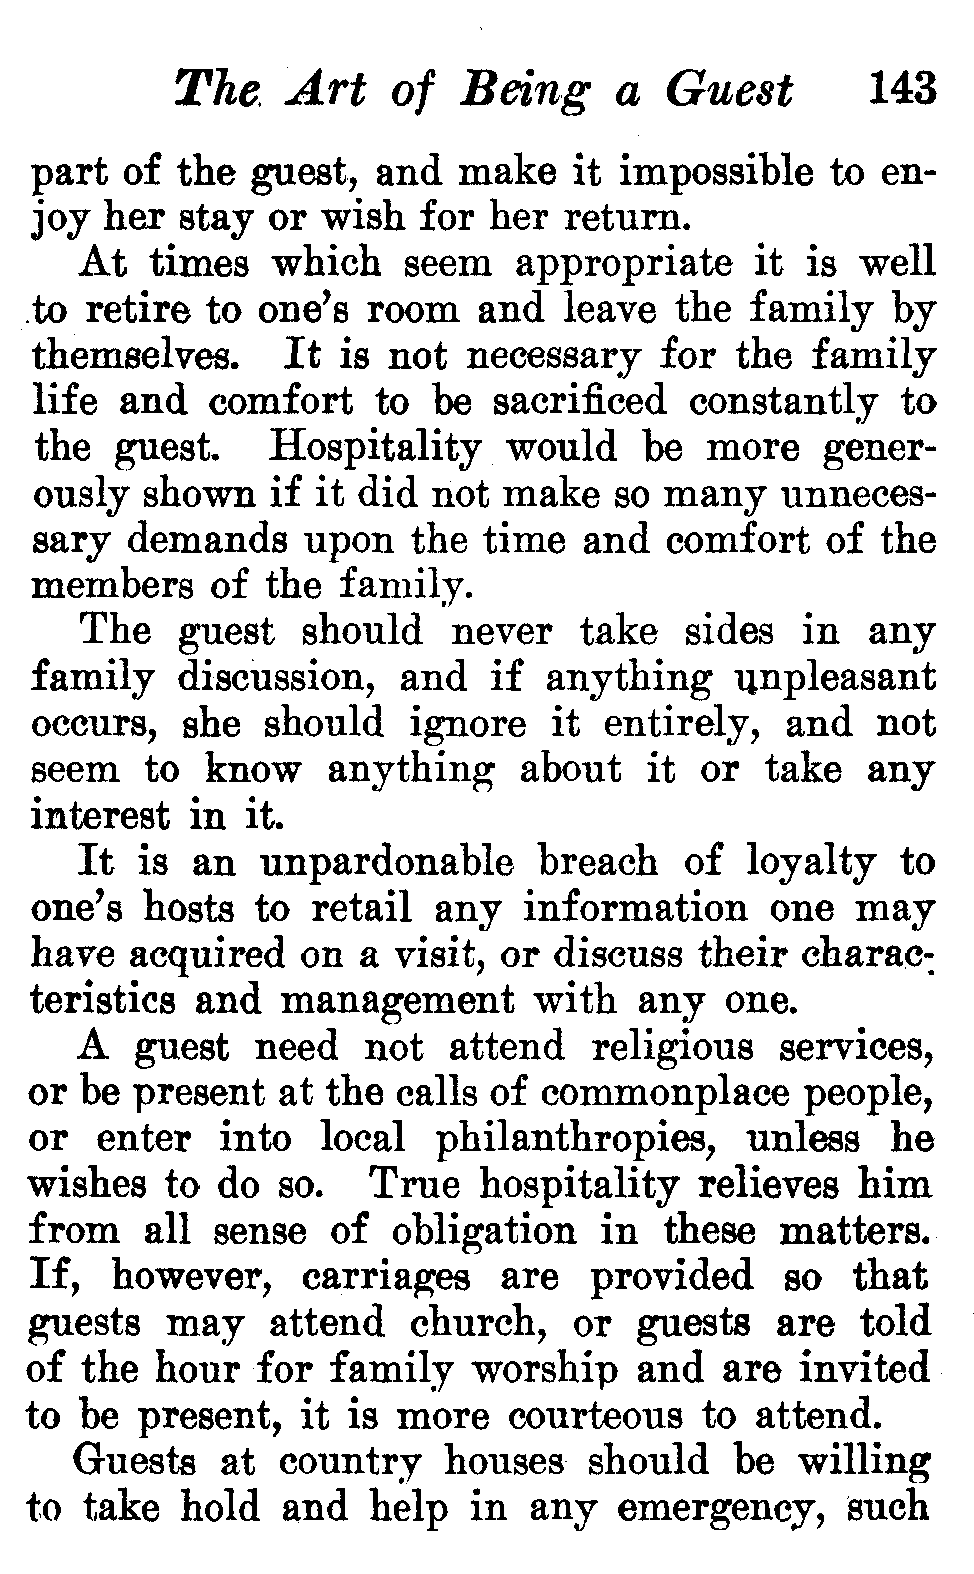 The Art of Being a Guest 143
part of the guest, and make it impossible to en-
joy her stay or wish for her return.
At times which seem appropriate it is well
to retire to one's room and leave the family by
themselves. It is not necessary for the family
life and comfort to be sacrificed constantly to
the guest. Hospitality would be more gener-
ously shown if it did not make so many unneces-
sary demands upon the time and comfort of the
members of the family.
The guest should never take sides in any
family discussion, and if anything unpleasant
occurs, she should ignore it entirely, and not
seem to know anything about it or take any
interest in it.
It is an unpardonable breach of loyalty to
one's hosts to retail any information one may
have acquired on a visit, or discuss their charac-
teristics and management with any one.
A guest need not attend religious services,
or be present at the calls of commonplace people,
or enter into local philanthropies, unless he
wishes to do so. True hospitality relieves him
from all sense of obligation in these matters.
If, however, carriages are provided so that
guests may attend church, or guests are told
of the hour for family worship and are invited
to be present, it is more courteous to attend.
Guests at country houses should be willing
to take hold and help in any emergency, such